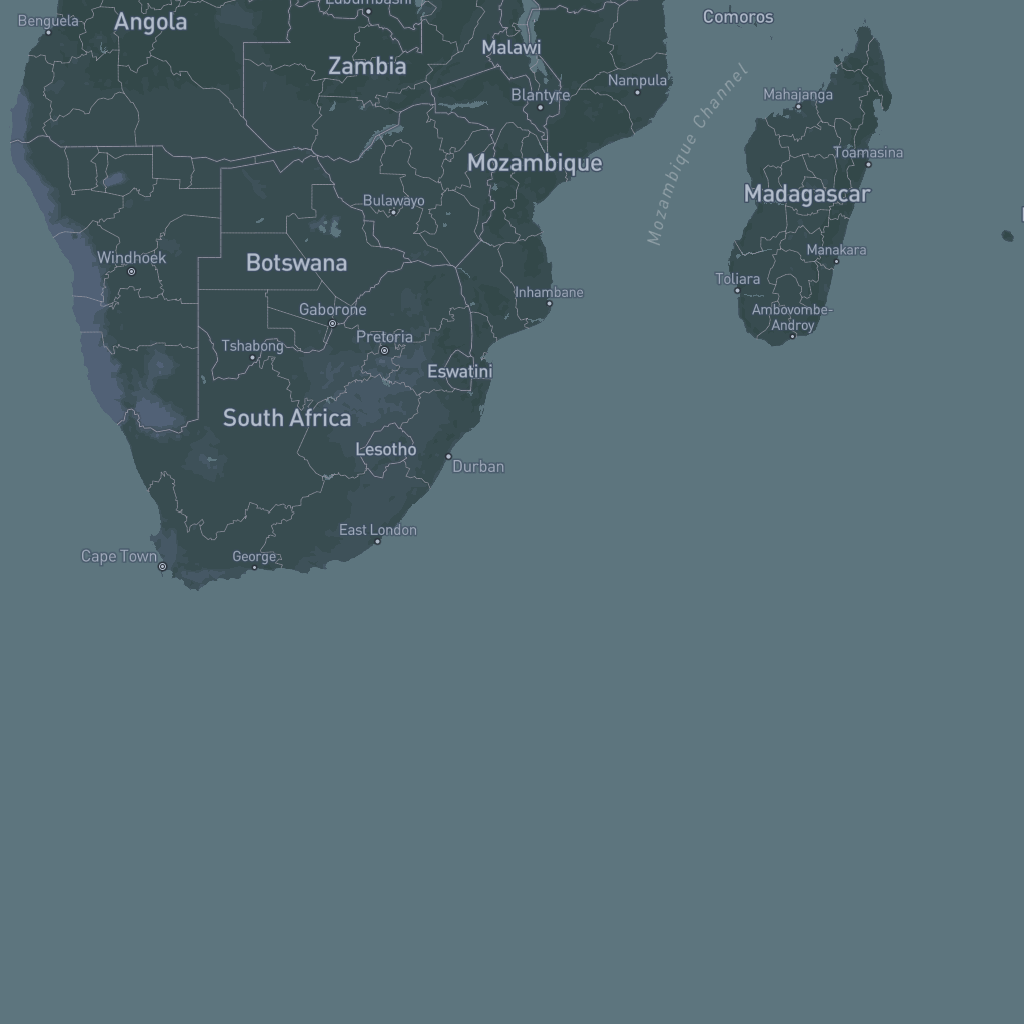 Lubumbashi
Comoros
Benguela
Angola
Malawi
Zambia
Nampula
Blantyre
Mozambique Channel
Mahajanga
Toamasina
Mozambique
Madagascar
Bulawayo
Manakara
Windhoek
Botswana
Toliara
Inhambane
Gaborone
Ambovombe-
Androy
Pretoria
Tshabong
Eswatini
South Africa
Lesotho
Durban
East London
Cape Town
George